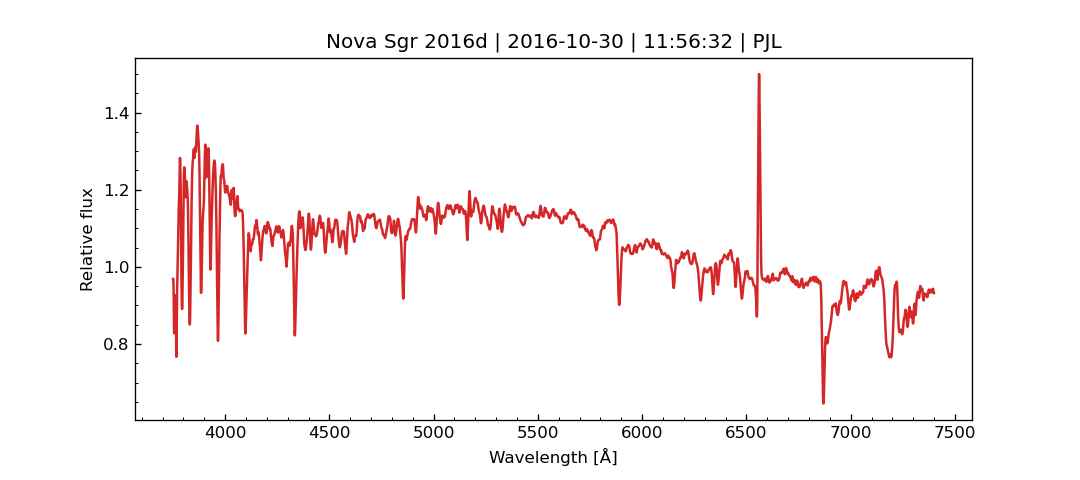 Nova Sgr 2016d | 2016-10-30 | 11:56:32 | PJL
1.4
1.2
1.0
0.8
Relative flux
4000 4500 5000 5500 6000 6500 7000 7500
Wavelength [Å]